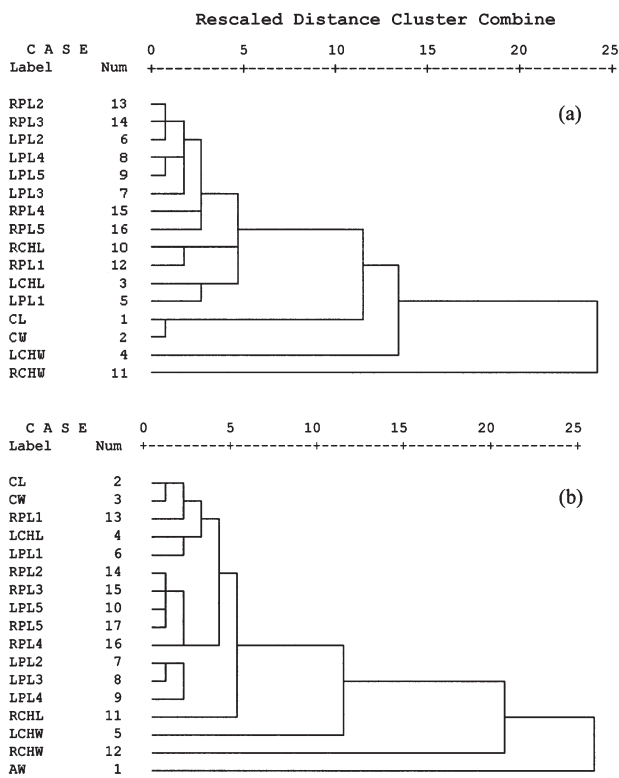 Rescaled Distance Cluster Combine
C A S E 0 5 10 15 20 25
Label Num +---------+---------+---------+---------+---------+
(a)
RPL2 13
RPL3 14
LPL2 6
LPL4 8
LPL5 9
LPL3 7
RPL4 15
RPL5 16
RCHL 10
RPL1 12
LCHL 3
LPL1 5
CL 1
CW 2
LCHW 4
RCHW 11
C A S E 0 5 10 15 20 25
Label Num +---------+---------+---------+---------+---------+
(b)
CL 2
CW 3
RPL1 13
LCHL 4
LPL1 6
RPL2 14
RPL3 15
LPL5 10
RPL5 17
RPL4 16
LPL2 7
LPL3 8
LPL4 9
RCHL 11
LCHW 5
RCHW 12
AW 1